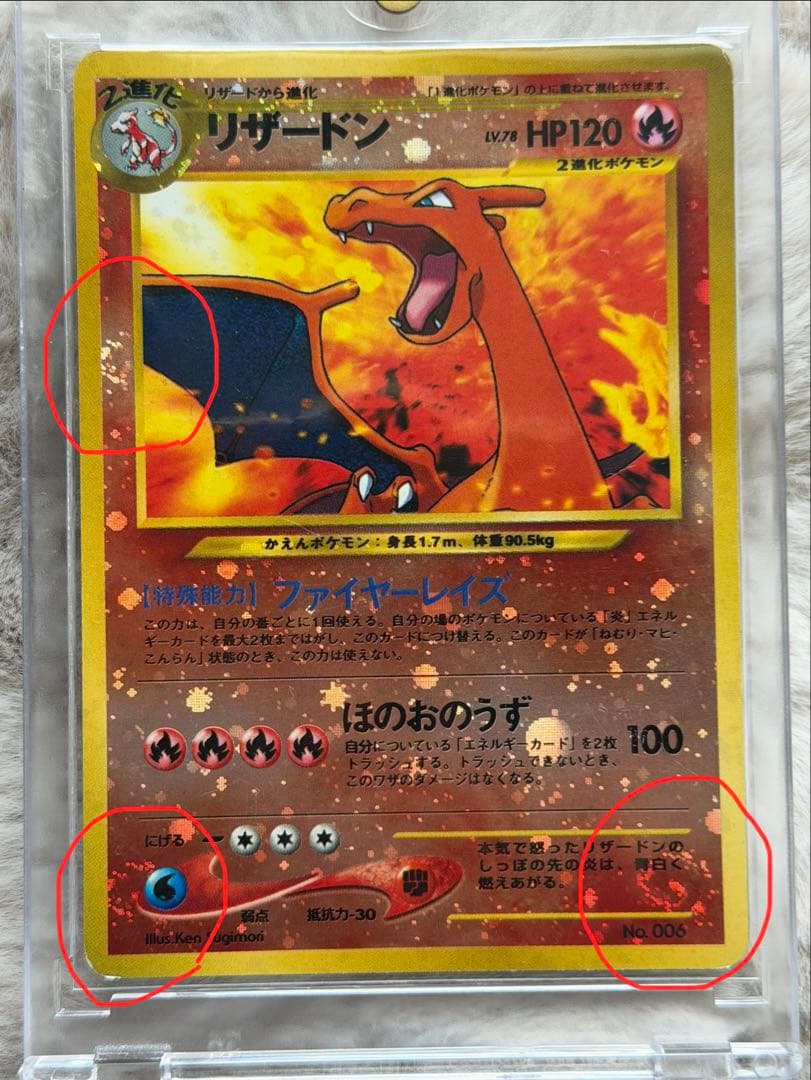 2進化
リザードから進化
「1進化ポケモン」の上に重ねて進化させます。
リザードン
LV.78 HP120
2進化ポケモン
かえんポケモン：身長1.7m、体重90.5kg
【特殊能力】ファイヤーレイズ
この力は、自分の番ごとに1回使える。自分の場のポケモンについている「炎」エネル
ギーカードを最大2枚まではがし、このカードにつけ替える。このカードが「ねむり・マヒ・
こんらん」状態のとき、この力は使えない。
ほのおのうず
自分についている「エネルギーカード」を2枚
トラッシュする。トラッシュできないとき、
このワザのダメージはなくなる。
100
にげる
弱点
抵抗力-30
本気で怒ったリザードンの
しっぽの先の炎は、青白く
燃えあがる。
Illus.Ken Sugimori
No.006